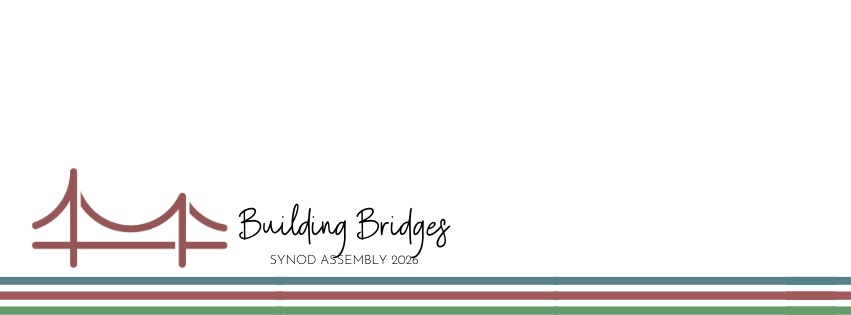 Building Bridges
SYNOD ASSEMBLY 2026